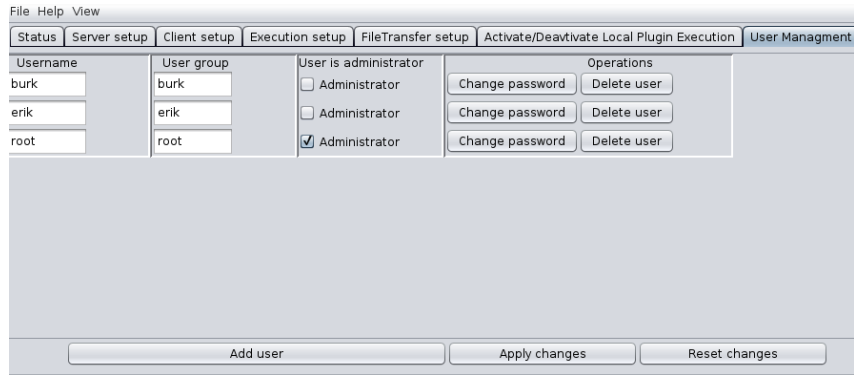 File Help View
Status Server setup Client setup Execution setup FileTransfer setup Activate/Deavtivate Local Plugin Execution User Managment
Username User group User is administrator Operations
burk burk Administrator Change password Delete user
erik erik Administrator Change password Delete user
root root Administrator Change password Delete user
Add user Apply changes Reset changes